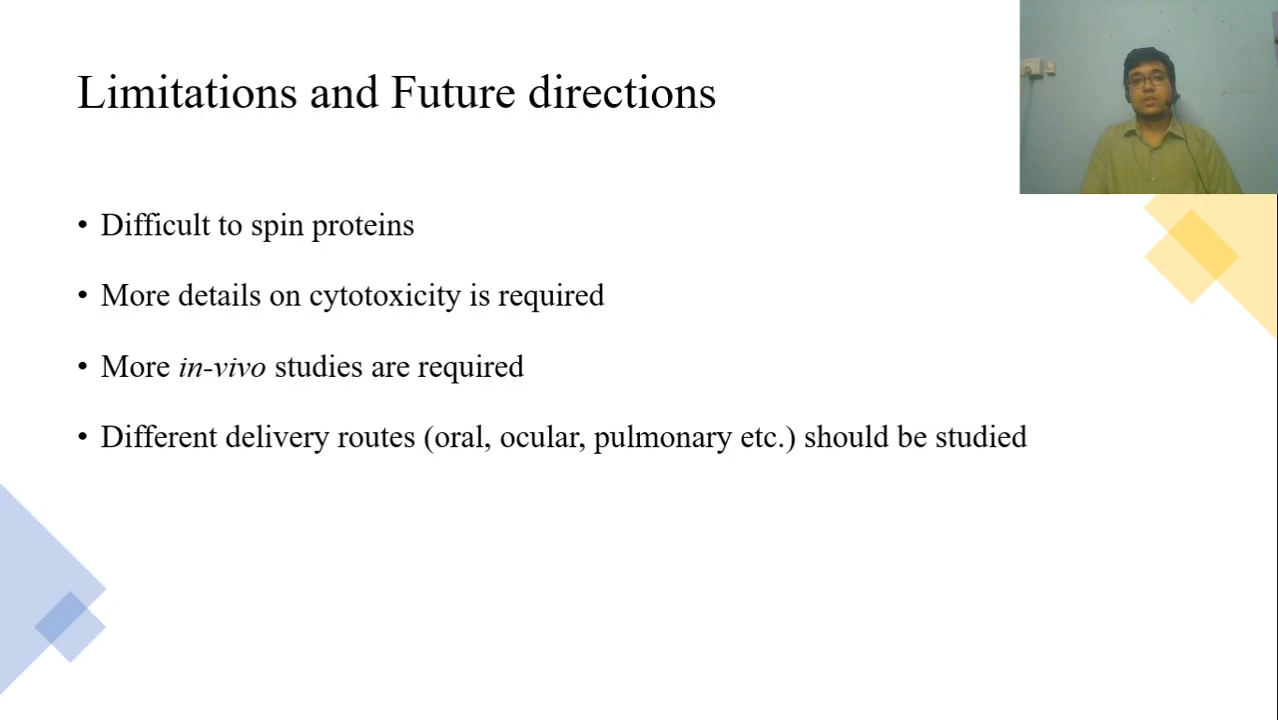 Limitations and Future directions
• Difficult to spin proteins
• More details on cytotoxicity is required
• More in-vivo studies are required
• Different delivery routes (oral, ocular, pulmonary etc.) should be studied